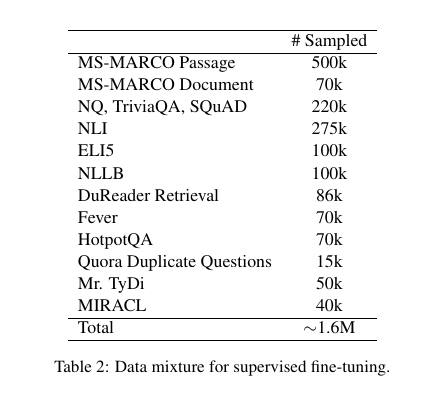 # Sampled
MS-MARCO Passage 500k
MS-MARCO Document 70k
NQ, TriviaQA, SQuAD 220k
NLI 275k
ELI5 100k
NLLB 100k
DuReader Retrieval 86k
Fever 70k
HotpotQA 70k
Quora Duplicate Questions 15k
Mr. TyDi 50k
MIRACL 40k
Total ∼1.6M
Table 2: Data mixture for supervised fine-tuning.